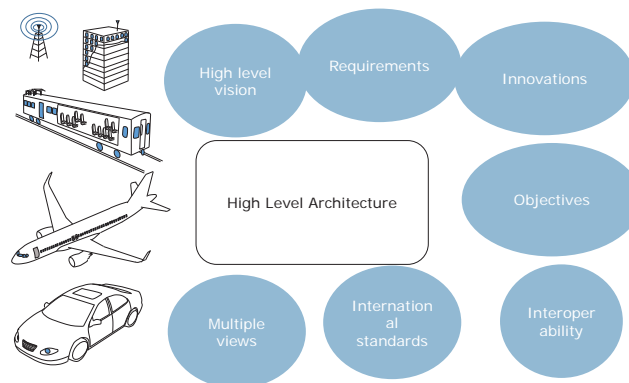 High level
vision
Requirements
Innovations
High Level Architecture
Objectives
Multiple
views
Internation
al
standards
Interoper
ability